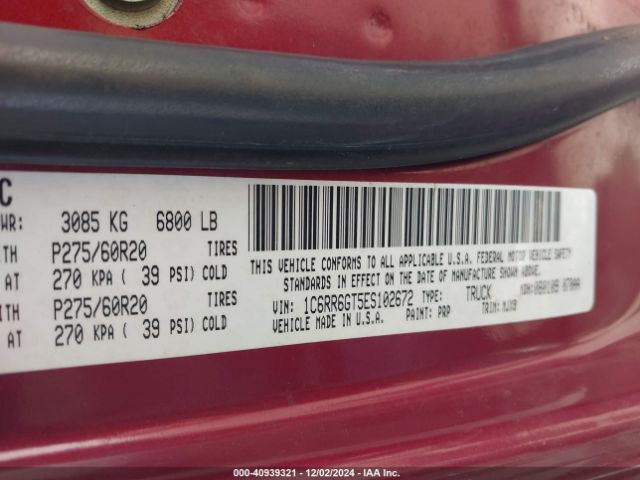 C
WR: 3085 KG 6800 LB
ITH P275/60R20 TIRES
AT 270 KPA ( 39 PSI) COLD
ITH P275/60R20 TIRES
AT 270 KPA ( 39 PSI) COLD
THIS VEHICLE CONFORMS TO ALL APPLICABLE U.S.A. FEDERAL MOTOR VEHICLE SAFETY
STANDARDS IN EFFECT ON THE DATE OF MANUFACTURE SHOWN ABOVE.
VIN: 1C6RR6GT5ES102672 TYPE: TRUCK
VEHICLE MADE IN U.S.A. PAINT: PRP TRIM:
000-40939321 - 12/02/2024 - IAA Inc.